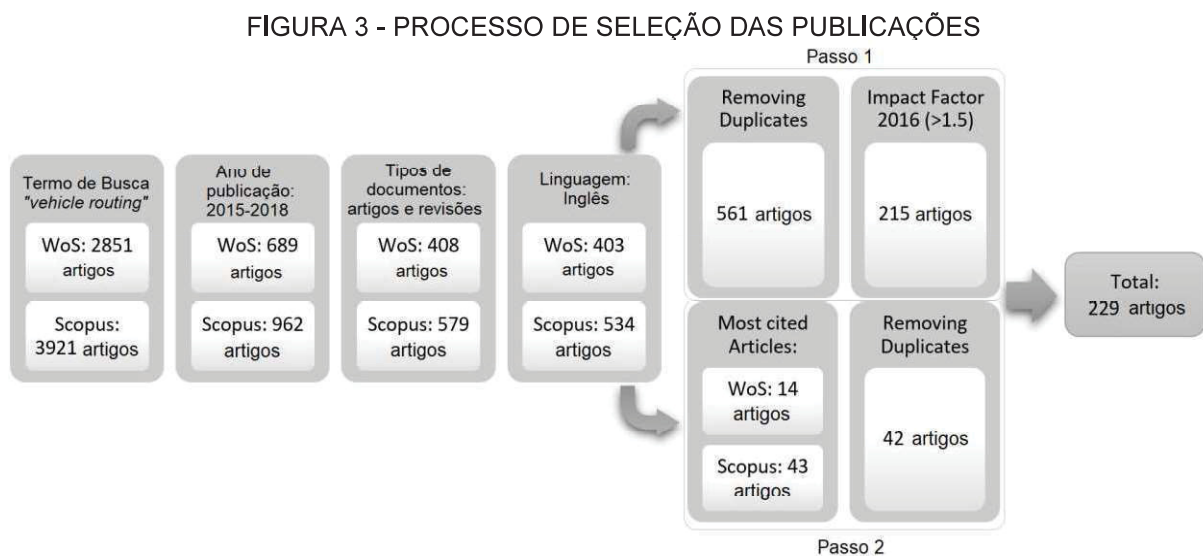 FIGURA 3 - PROCESSO DE SELEÇÃO DAS PUBLICAÇÕES
Passo 1
Termo de Busca
"vehicle routing"
WoS: 2851
artigos
Scopus:
3921 artigos
Ano de
publicação:
2015-2018
WoS: 689
artigos
Scopus: 962
artigos
Tipos de
documentos:
artigos e revisões
WoS: 408
artigos
Scopus: 579
artigos
Linguagem:
Inglês
WoS: 403
artigos
Scopus: 534
artigos
Removing
Duplicates
561 artigos
Impact Factor
2016 (>1.5)
215 artigos
Most cited
Articles:
WoS: 14
artigos
Scopus: 43
artigos
Removing
Duplicates
42 artigos
Passo 2
Total:
229 artigos